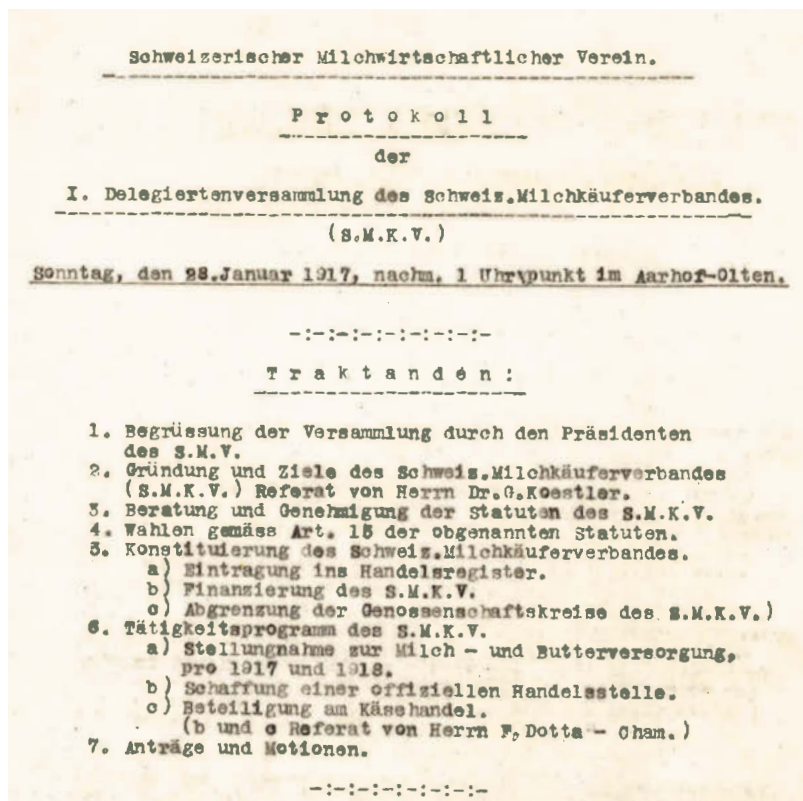 Schweizerischer Milchwirtschaftlicher Verein.
Protokoll
der
I. Delegiertenversammlung des Schweiz.Milchkäuferverbandes.
(S.M.K.V.)
Sonntag, den 28.Januar 1917, nachm. 1 Uhr punkt im Aarhof-Olten.
-:-:-:-:-:-:-:-
Traktanden:
1. Begrüssung der Versammlung durch den Präsidenten
des S.M.V.
2. Gründung und Ziele des Schweiz.Milchkäuferverbandes
(S.M.K.V.) Referat von Herrn Dr.G.Koestler.
3. Beratung und Genehmigung der Statuten des S.M.K.V.
4. Wahlen gemäss Art. 15 der obgenannten Statuten.
5. Konstituierung des Schweiz.Milchkäuferverbandes.
a) Eintragung ins Handelsregister.
b) Finanzierung des S.M.K.V.
c) Abgrenzung der Genossenschaftskreise des S.M.K.V.)
6. Tätigkeitsprogramm des S.M.K.V.
a) Stellungnahme zur Milch - und Butterversorgung,
pro 1917 und 1918.
b) Schaffung einer offiziellen Handelsstelle.
c) Beteiligung am Käsehandel.
(b und c Referat von Herrn F, Dotta - Cham.)
7. Anträge und Motionen.
-:-:-:-:-:-:-:-